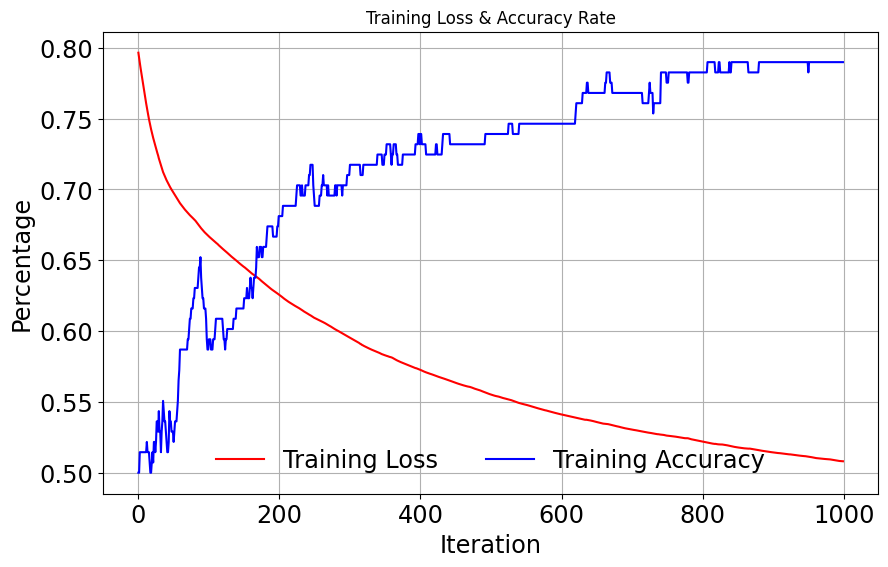 Training Loss & Accuracy Rate
0.80
0.75
0.70
0.65
0.60
0.55
0.50
Percentage
Training Loss Training Accuracy
0 200 400 600 800 1000
Iteration